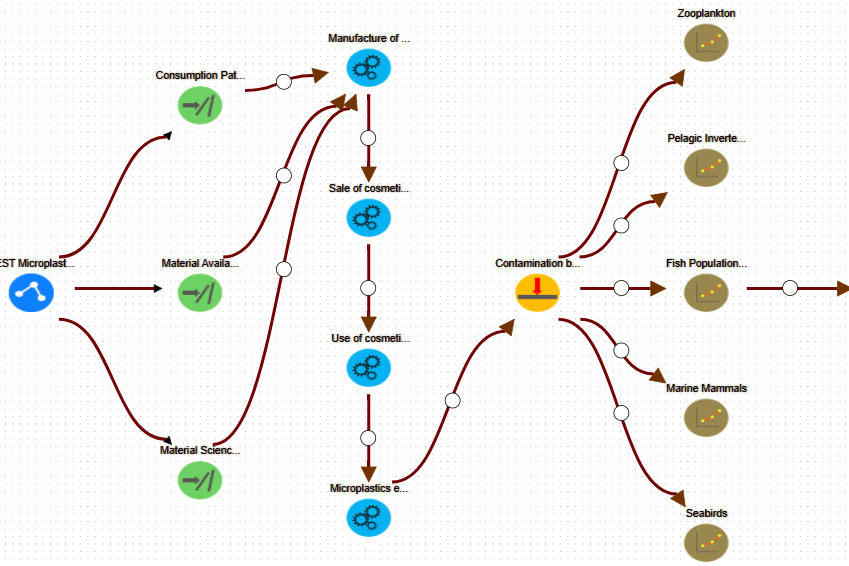 Zooplankton
Manufacture of ...
Consumption Pat...
Pelagic Inverte...
Sale of cosmeti...
EST Microplast...
Material Availa...
Contamination b...
Fish Population...
Use of cosmeti...
Marine Mammals
Material Scienc...
Microplastics e...
Seabirds